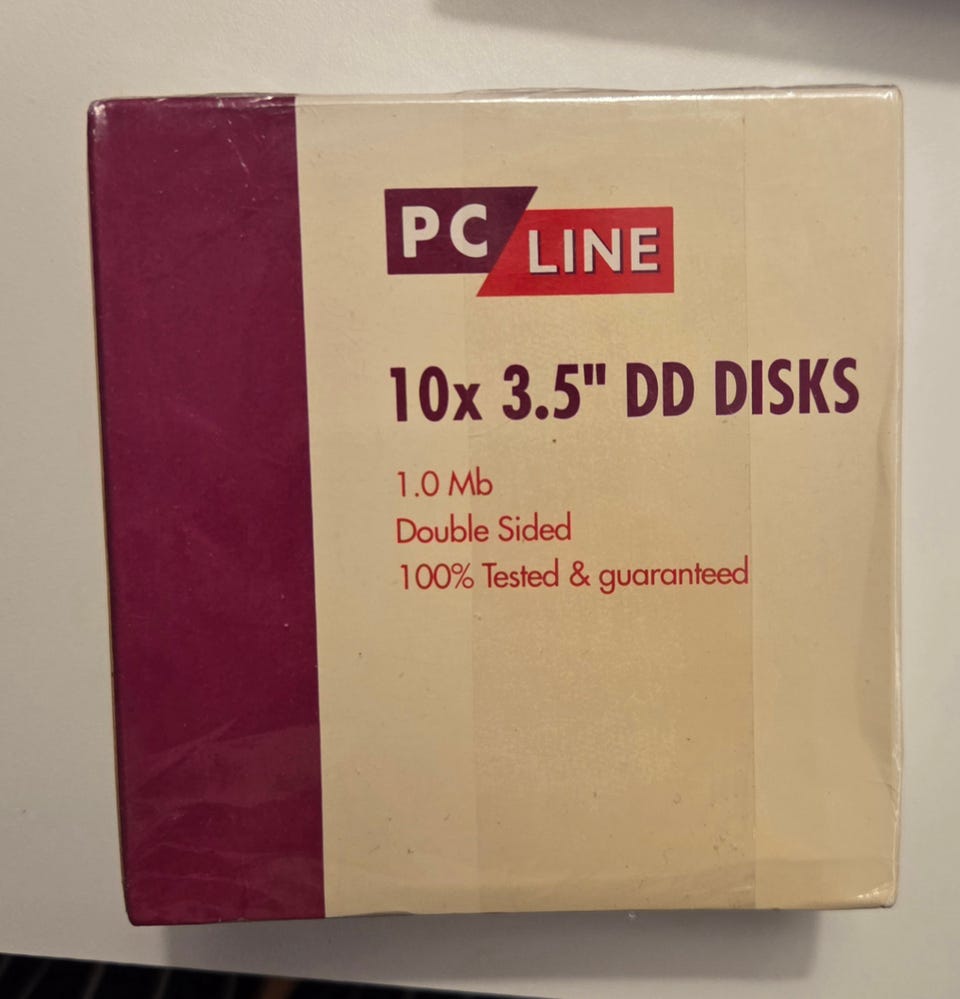 PC LINE
10x 3.5" DD DISKS
1.0 Mb
Double Sided
100% Tested & guaranteed